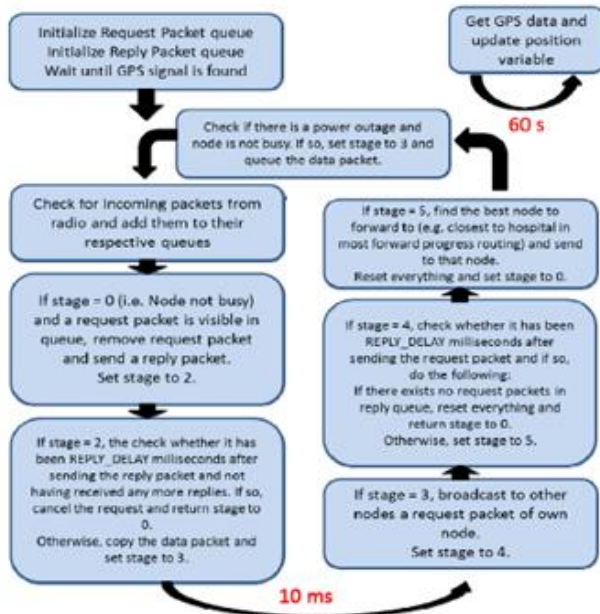 Initialize Request Packet queue
Initialize Reply Packet queue
Wait until GPS signal is found
Get GPS data and
update position
variable
60 s
Check if there is a power outage and
node is not busy. If so, set stage to 3 and
queue the data packet.
Check for incoming packets from
radio and add them to their
respective queues
If stage = 0 (i.e. Node not busy)
and a request packet is visible in
queue, remove request packet
and send a reply packet.
Set stage to 2.
If stage = 2, the check whether it has
been REPLY_DELAY milliseconds after
sending the reply packet and not
having received any more replies. If so,
cancel the request and return stage to
0.
Otherwise, copy the data packet and
set stage to 3.
10 ms
If stage = 3, broadcast to other
nodes a request packet of own
node.
Set stage to 4.
If stage = 4, check whether it has been
REPLY_DELAY milliseconds after
sending the request packet and if so,
do the following:
If there exists no request packets in
reply queue, reset everything and
return stage to 0.
Otherwise, set stage to 5.
If stage = 5, find the best node to
forward to (e.g. closest to hospital in
most forward progress routing) and send
to that node.
Reset everything and set stage to 0.